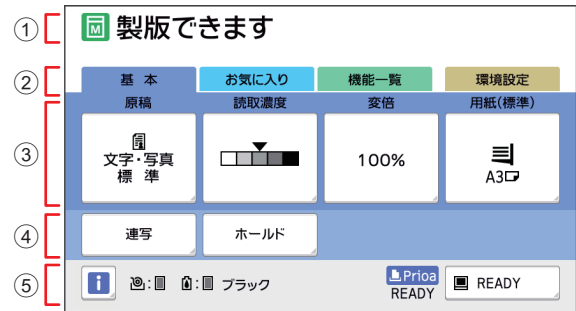 ① M 製版できます
② 基 本 お気に入り 機能一覧 環境設定
③ 原稿 読取濃度 変倍 用紙(標準)
文字･写真
標 準
100%
A3
④ 連写 ホールド
⑤ i : : ブラック Prioa
READY
READY